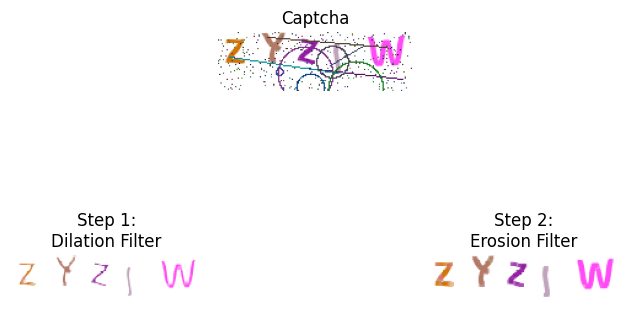 Captcha
Z Y Z W
Step 1:
Dilation Filter
Z Y Z W
Step 2:
Erosion Filter
Z Y Z W